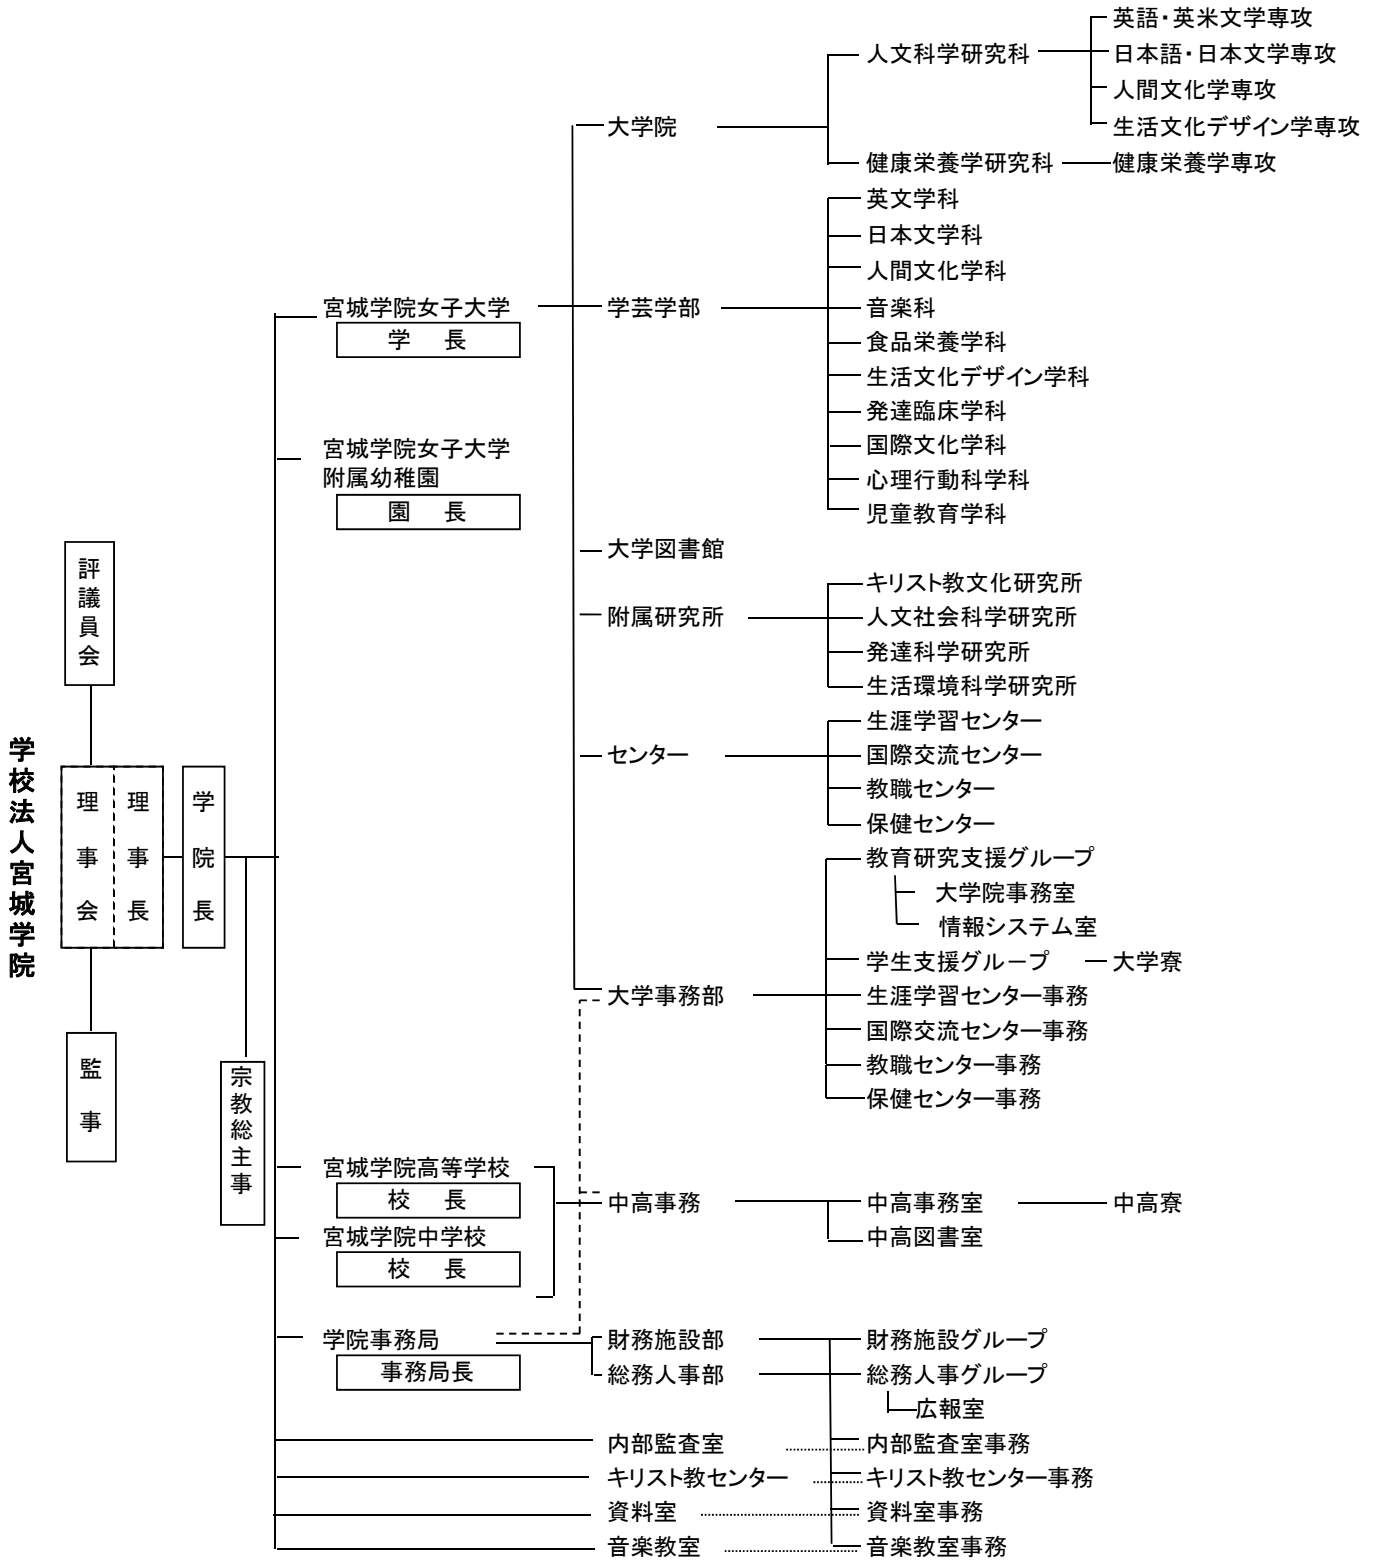 学校法人宮城学院
評議員会
理事会
理事長
学院長
監事
宗教総主事
宮城学院女子大学
学　長
宮城学院女子大学
附属幼稚園
園　長
宮城学院高等学校
校　長
宮城学院中学校
校　長
学院事務局
事務局長
大学院
学芸学部
大学図書館
附属研究所
センター
大学事務部
中高事務
財務施設部
総務人事部
内部監査室
キリスト教センター
資料室
音楽教室
人文科学研究科
健康栄養学研究科
英文学科
日本文学科
人間文化学科
音楽科
食品栄養学科
生活文化デザイン学科
発達臨床学科
国際文化学科
心理行動科学科
児童教育学科
キリスト教文化研究所
人文社会科学研究所
発達科学研究所
生活環境科学研究所
生涯学習センター
国際交流センター
教職センター
保健センター
教育研究支援グループ
大学院事務室
情報システム室
学生支援グループ
生涯学習センター事務
国際交流センター事務
教職センター事務
保健センター事務
中高事務室
中高図書室
財務施設グループ
総務人事グループ
広報室
内部監査室事務
キリスト教センター事務
資料室事務
音楽教室事務
英語・英米文学専攻
日本語・日本文学専攻
人間文化学専攻
生活文化デザイン学専攻
健康栄養学専攻
大学寮
中高寮